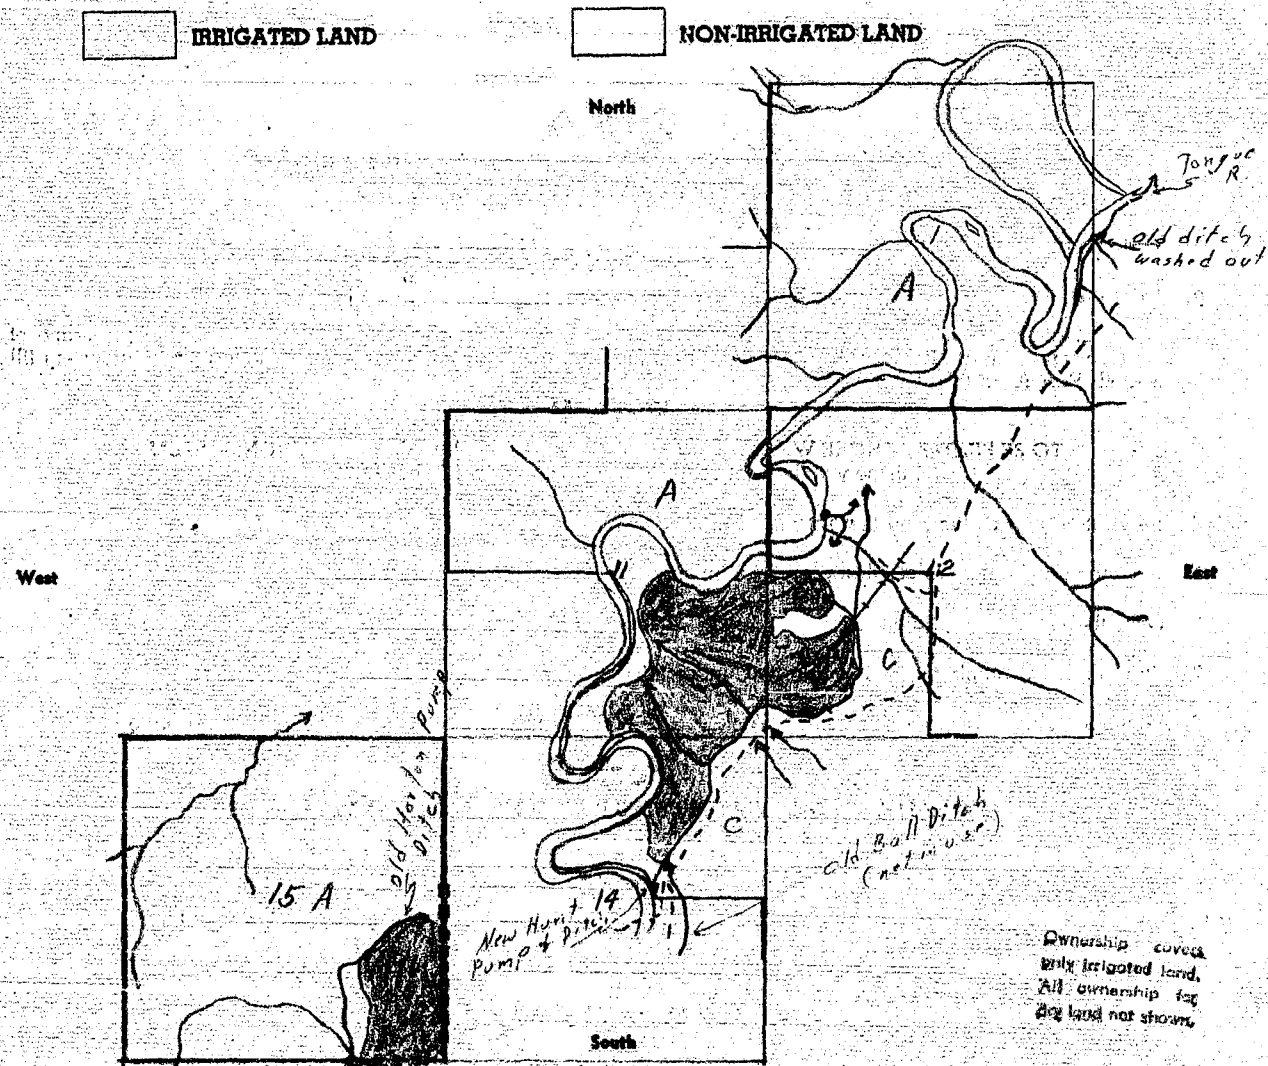 IRRIGATED LAND
NON-IRRIGATED LAND
North
Tongue
R.
old ditch
washed out
1
A
A
West
11
12
East
C
Old Horton Pump
Ditch
C
Old Ball Ditch
(not in use)
15 A
14
New Hunt
Pump & Ditch
Ownership covers
only irrigated land.
All ownership for
dry land not shown.
South